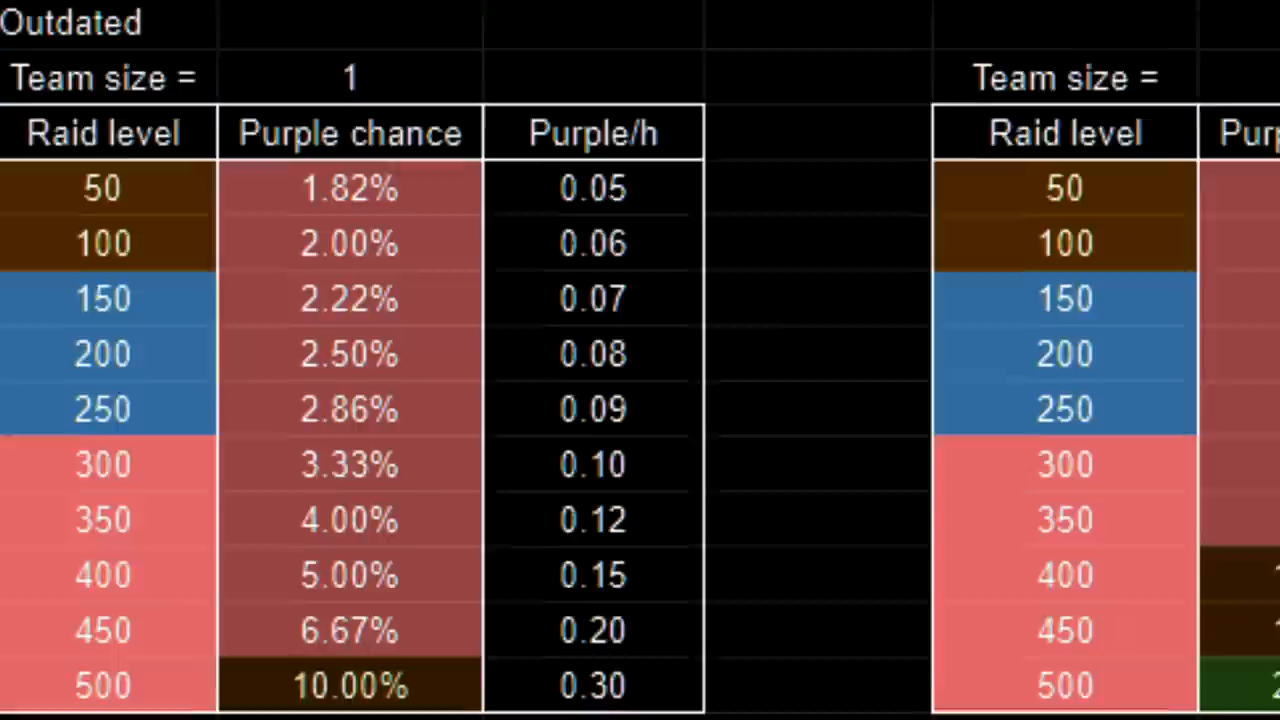 Outdated
Team size = 1 Team size =
Raid level Purple chance Purple/h Raid level
50 1.82% 0.05 50
100 2.00% 0.06 100
150 2.22% 0.07 150
200 2.50% 0.08 200
250 2.86% 0.09 250
300 3.33% 0.10 300
350 4.00% 0.12 350
400 5.00% 0.15 400
450 6.67% 0.20 450
500 10.00% 0.30 500